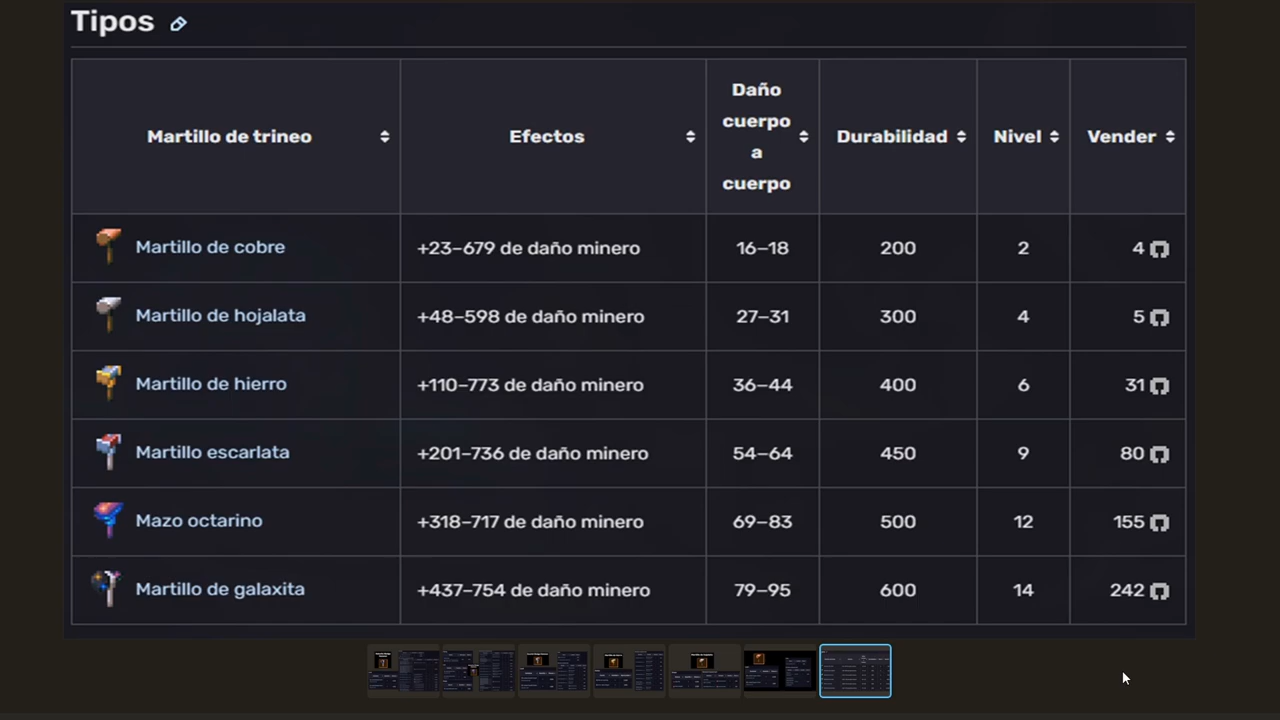 Tipos
Martillo de trineo Efectos Daño cuerpo a cuerpo Durabilidad Nivel Vender
Martillo de cobre +23–679 de daño minero 16–18 200 2 4
Martillo de hojalata +48–598 de daño minero 27–31 300 4 5
Martillo de hierro +110–773 de daño minero 36–44 400 6 31
Martillo escarlata +201–736 de daño minero 54–64 450 9 80
Mazo octarino +318–717 de daño minero 69–83 500 12 155
Martillo de galaxita +437–754 de daño minero 79–95 600 14 242